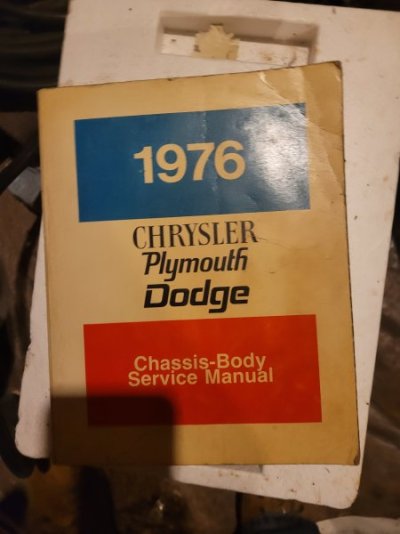 1976
CHRYSLER
Plymouth
Dodge
Chassis-Body
Service Manual